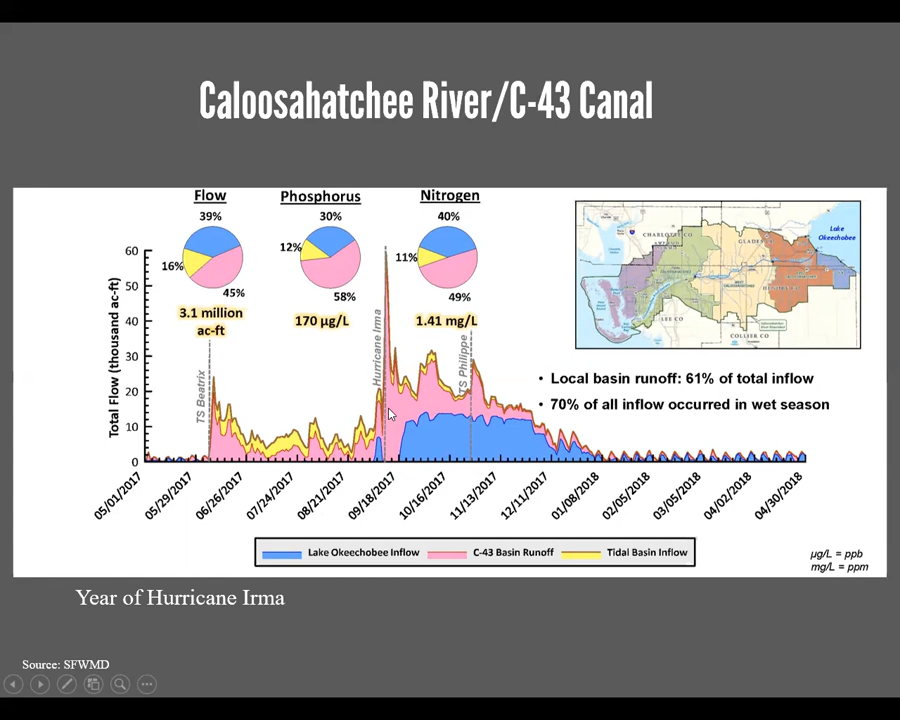 Caloosahatchee River/C-43 Canal
Flow
Phosphorus
Nitrogen
39%
30%
40%
16%
12%
11%
45%
58%
49%
3.1 million
ac-ft
170 µg/L
1.41 mg/L
Total Flow (thousand ac-ft)
60
50
40
30
20
10
0
TS Beatrix
Hurricane Irma
TS Philippe
05/01/2017
05/29/2017
06/26/2017
07/24/2017
08/21/2017
09/18/2017
10/16/2017
11/13/2017
12/11/2017
01/08/2018
02/05/2018
03/05/2018
04/02/2018
04/30/2018
Lake Okeechobee Inflow
C-43 Basin Runoff
Tidal Basin Inflow
Lake
Okeechobee
CHARLOTTE CO
GLADES
LEE CO
HENDRY
COLLIER CO
• Local basin runoff: 61% of total inflow
• 70% of all inflow occurred in wet season
µg/L = ppb
mg/L = ppm
Year of Hurricane Irma
Source: SFWMD